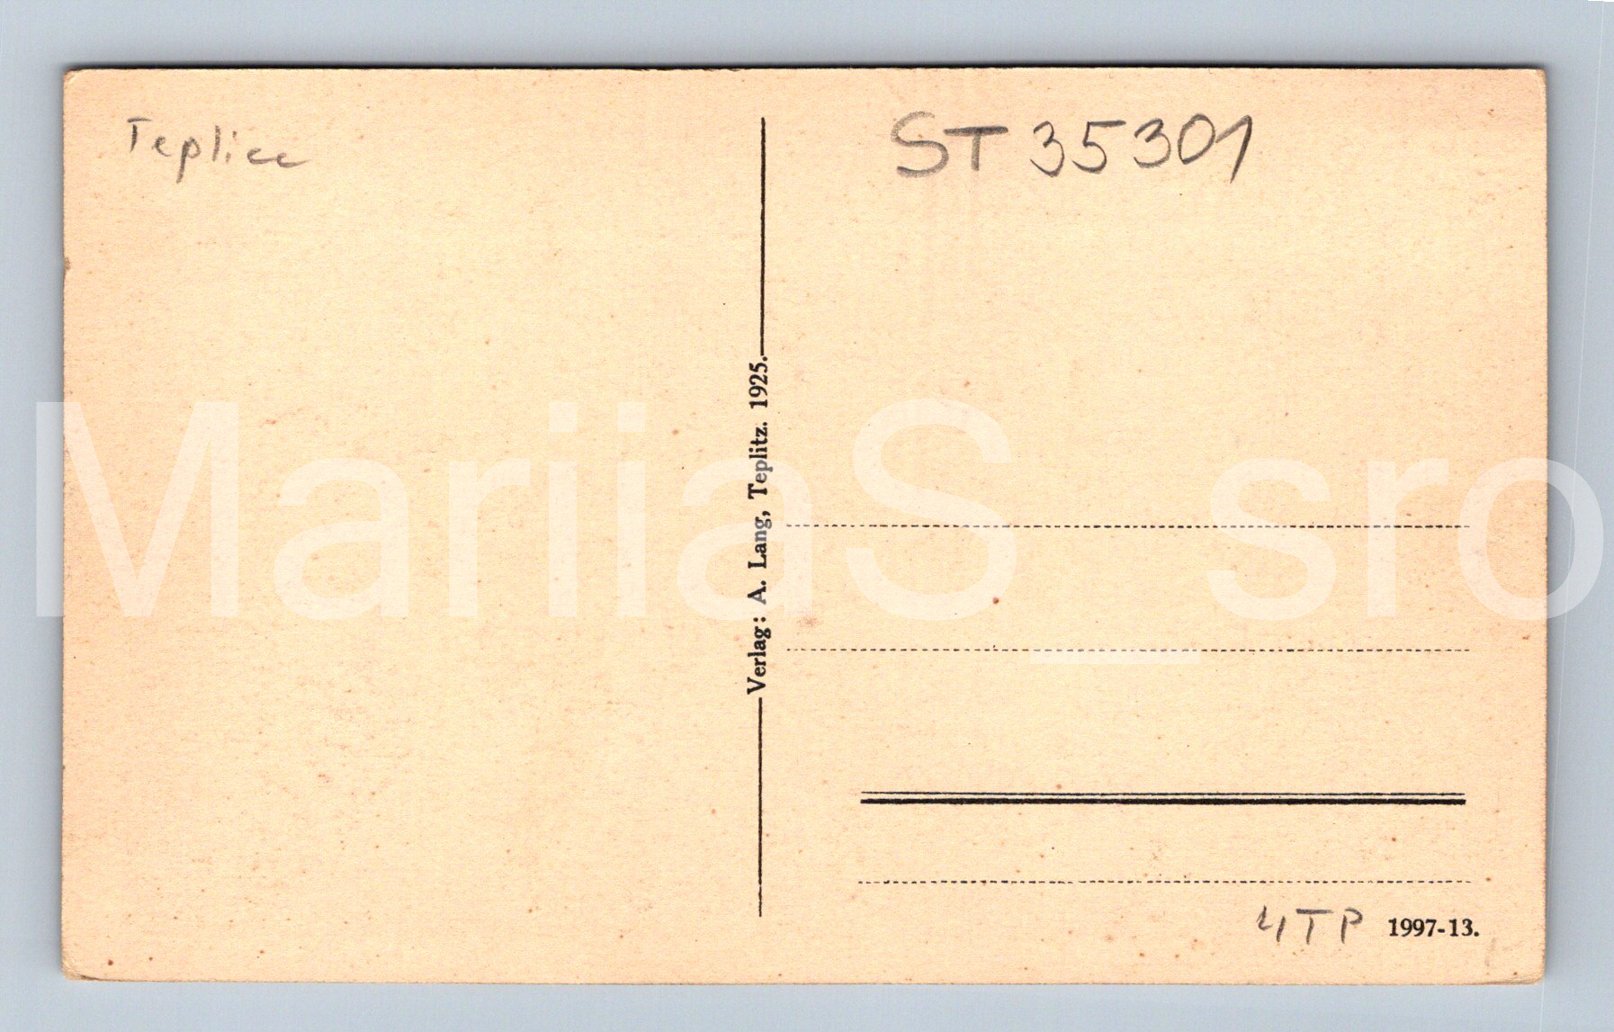 Teplice
ST 35301
Verlag: A. Lang, Teplitz. 1925.
MariiaS_sro
4TP 1997-13.